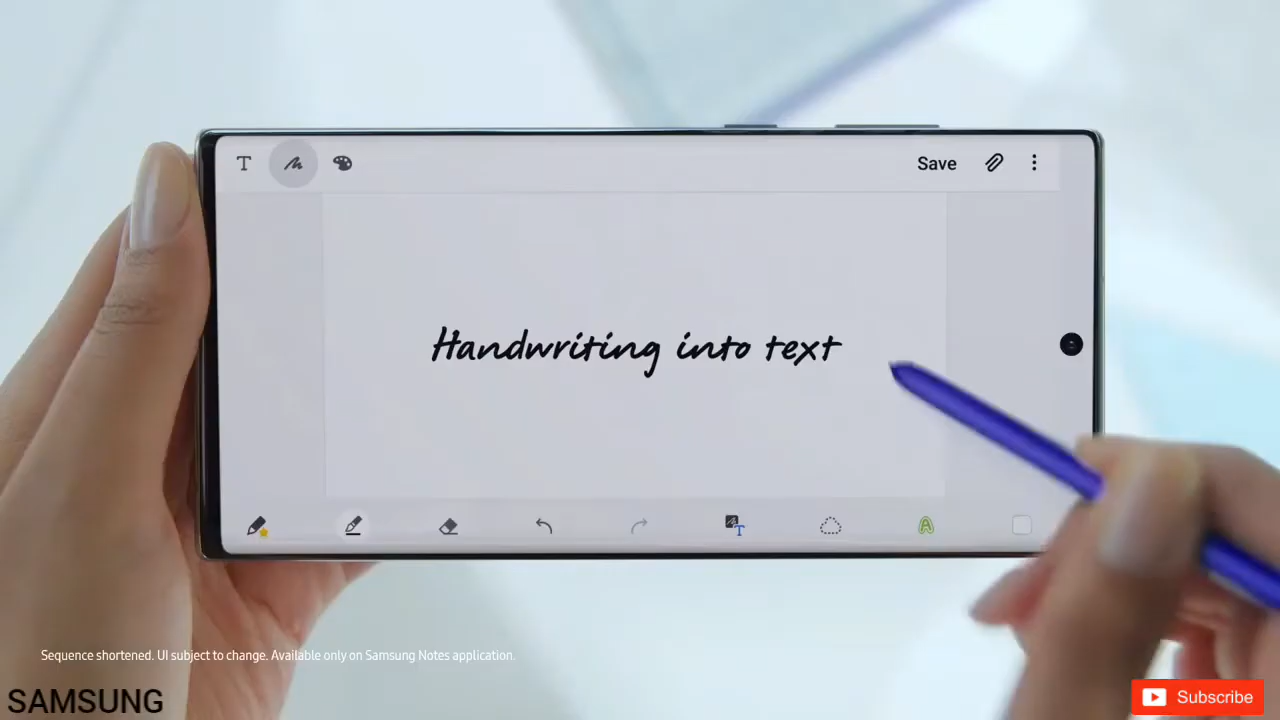 T Save
Handwriting into text
T A
Sequence shortened. UI subject to change. Available only on Samsung Notes application.
SAMSUNG
Subscribe